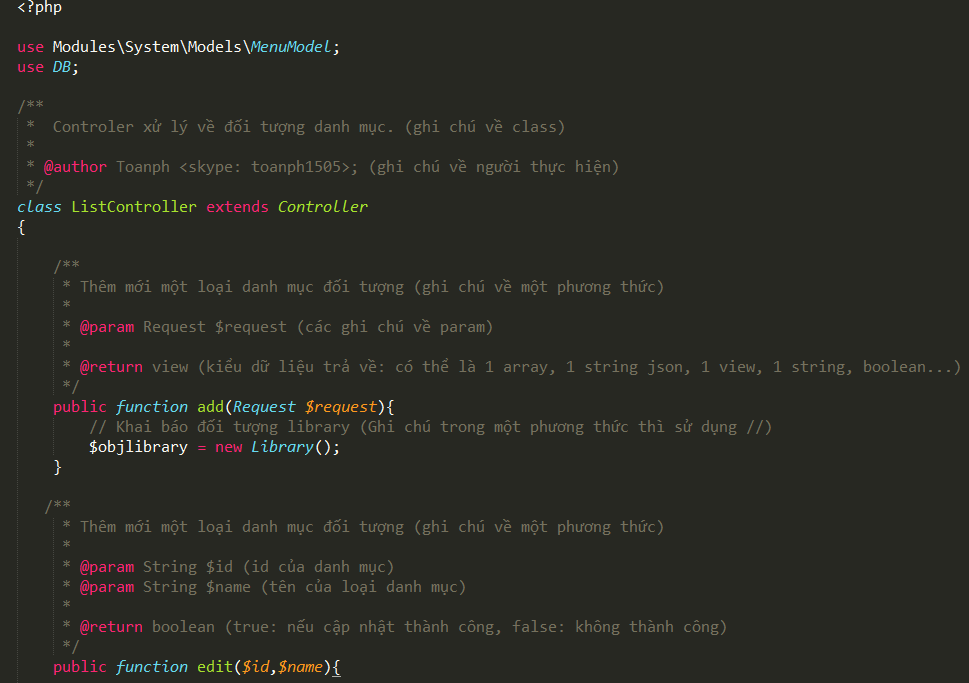 <?php
use Modules\System\Models\MenuModel;
use DB;
/**
* Controler xử lý về đối tượng danh mục. (ghi chú về class)
*
* @author Toanph <skype: toanph1505>; (ghi chú về người thực hiện)
*/
class ListController extends Controller
{
/**
* Thêm mới một loại danh mục đối tượng (ghi chú về một phương thức)
*
* @param Request $request (các ghi chú về param)
*
* @return view (kiểu dữ liệu trả về: có thể là 1 array, 1 string json, 1 view, 1 string, boolean...)
*/
public function add(Request $request){
// Khai báo đối tượng library (Ghi chú trong một phương thức thì sử dụng //)
$objlibrary = new Library();
}
/**
* Thêm mới một loại danh mục đối tượng (ghi chú về một phương thức)
*
* @param String $id (id của danh mục)
* @param String $name (tên của loại danh mục)
*
* @return boolean (true: nếu cập nhật thành công, false: không thành công)
*/
public function edit($id,$name){